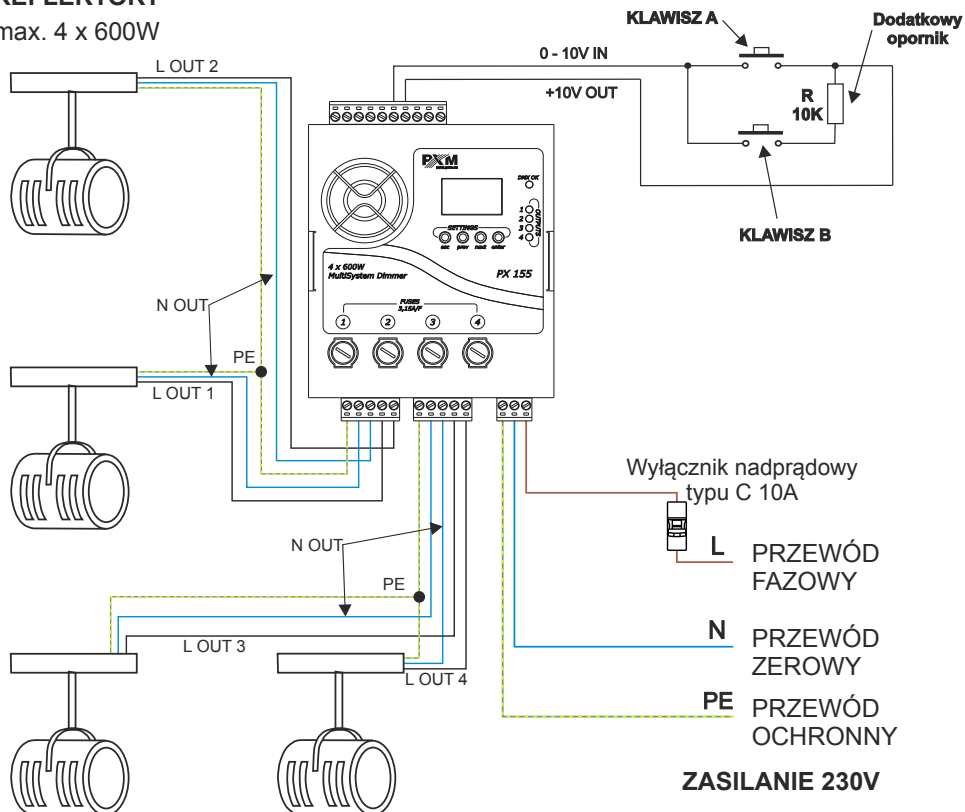 REFLEKTORY
max. 4 x 600W
L OUT 2
KLAWISZ A
Dodatkowy
opornik
0 - 10V IN
+10V OUT
R
10K
KLAWISZ B
PXM
DMX OK
1
2
3
4
OUTPUTS
SETTINGS
esc prev next enter
4 x 600W
MultiSystem Dimmer
PX 155
FUSES
3,15A/F
1 2 3 4
N OUT
PE
L OUT 1
Wyłącznik nadprądowy
typu C 10A
N OUT
PE
L OUT 3
L OUT 4
L PRZEWÓD
FAZOWY
N PRZEWÓD
ZEROWY
PE PRZEWÓD
OCHRONNY
ZASILANIE 230V